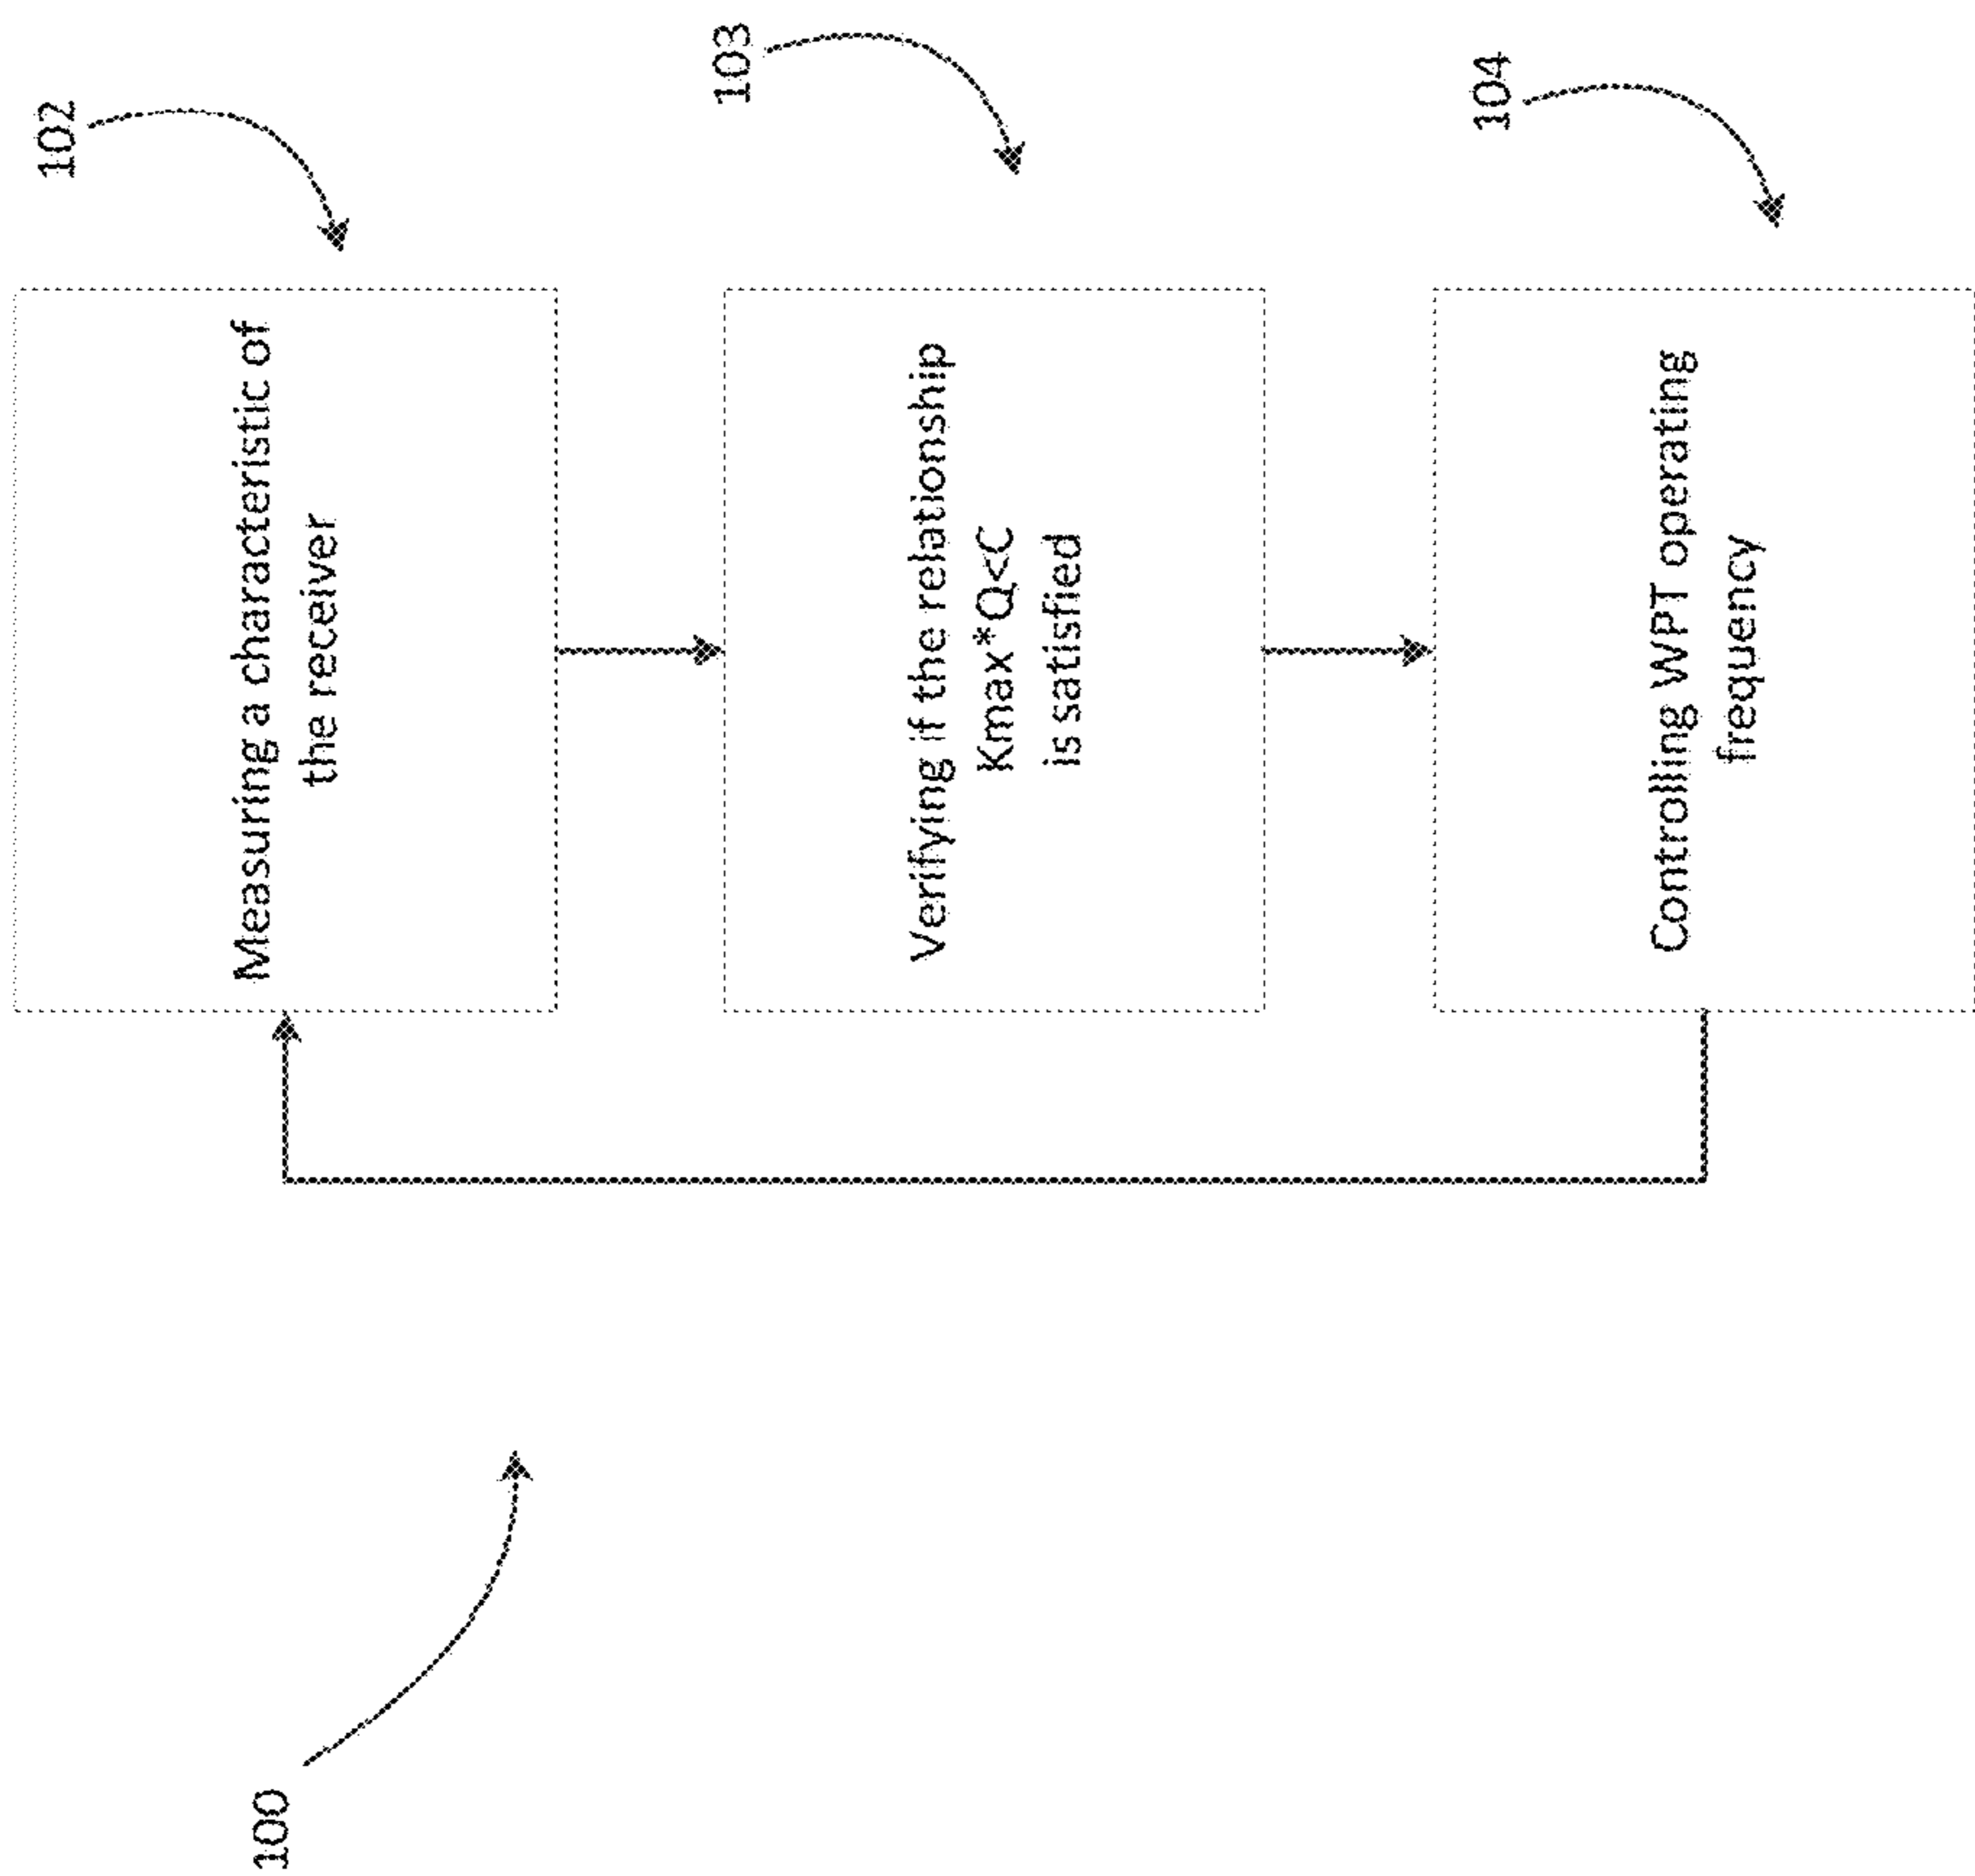 100
102
Measuring a characteristic of
the receiver
103
Verifying if the relationship
Kmax*Q<C
is satisfied
104
Controlling WPT operating
frequency